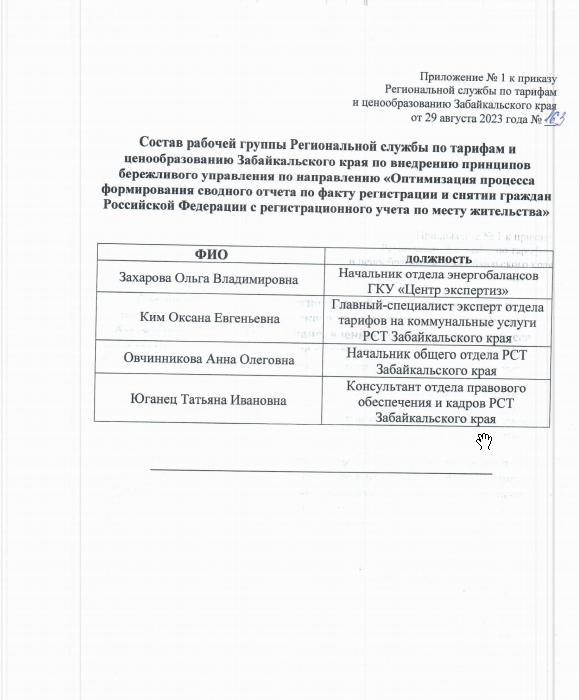 Приложение № 1 к приказу
Региональной службы по тарифам
и ценообразованию Забайкальского края
от 29 августа 2023 года № 163
Состав рабочей группы Региональной службы по тарифам и
ценообразованию Забайкальского края по внедрению принципов
бережливого управления по направлению «Оптимизация процесса
формирования сводного отчета по факту регистрации и снятии граждан
Российской Федерации с регистрационного учета по месту жительства»
ФИО должность
Захарова Ольга Владимировна
Начальник отдела энергобалансов
ГКУ «Центр экспертиз»
Ким Оксана Евгеньевна
Главный-специалист эксперт отдела
тарифов на коммунальные услуги
РСТ Забайкальского края
Овчинникова Анна Олеговна
Начальник общего отдела РСТ
Забайкальского края
Юганец Татьяна Ивановна
Консультант отдела правового
обеспечения и кадров РСТ
Забайкальского края